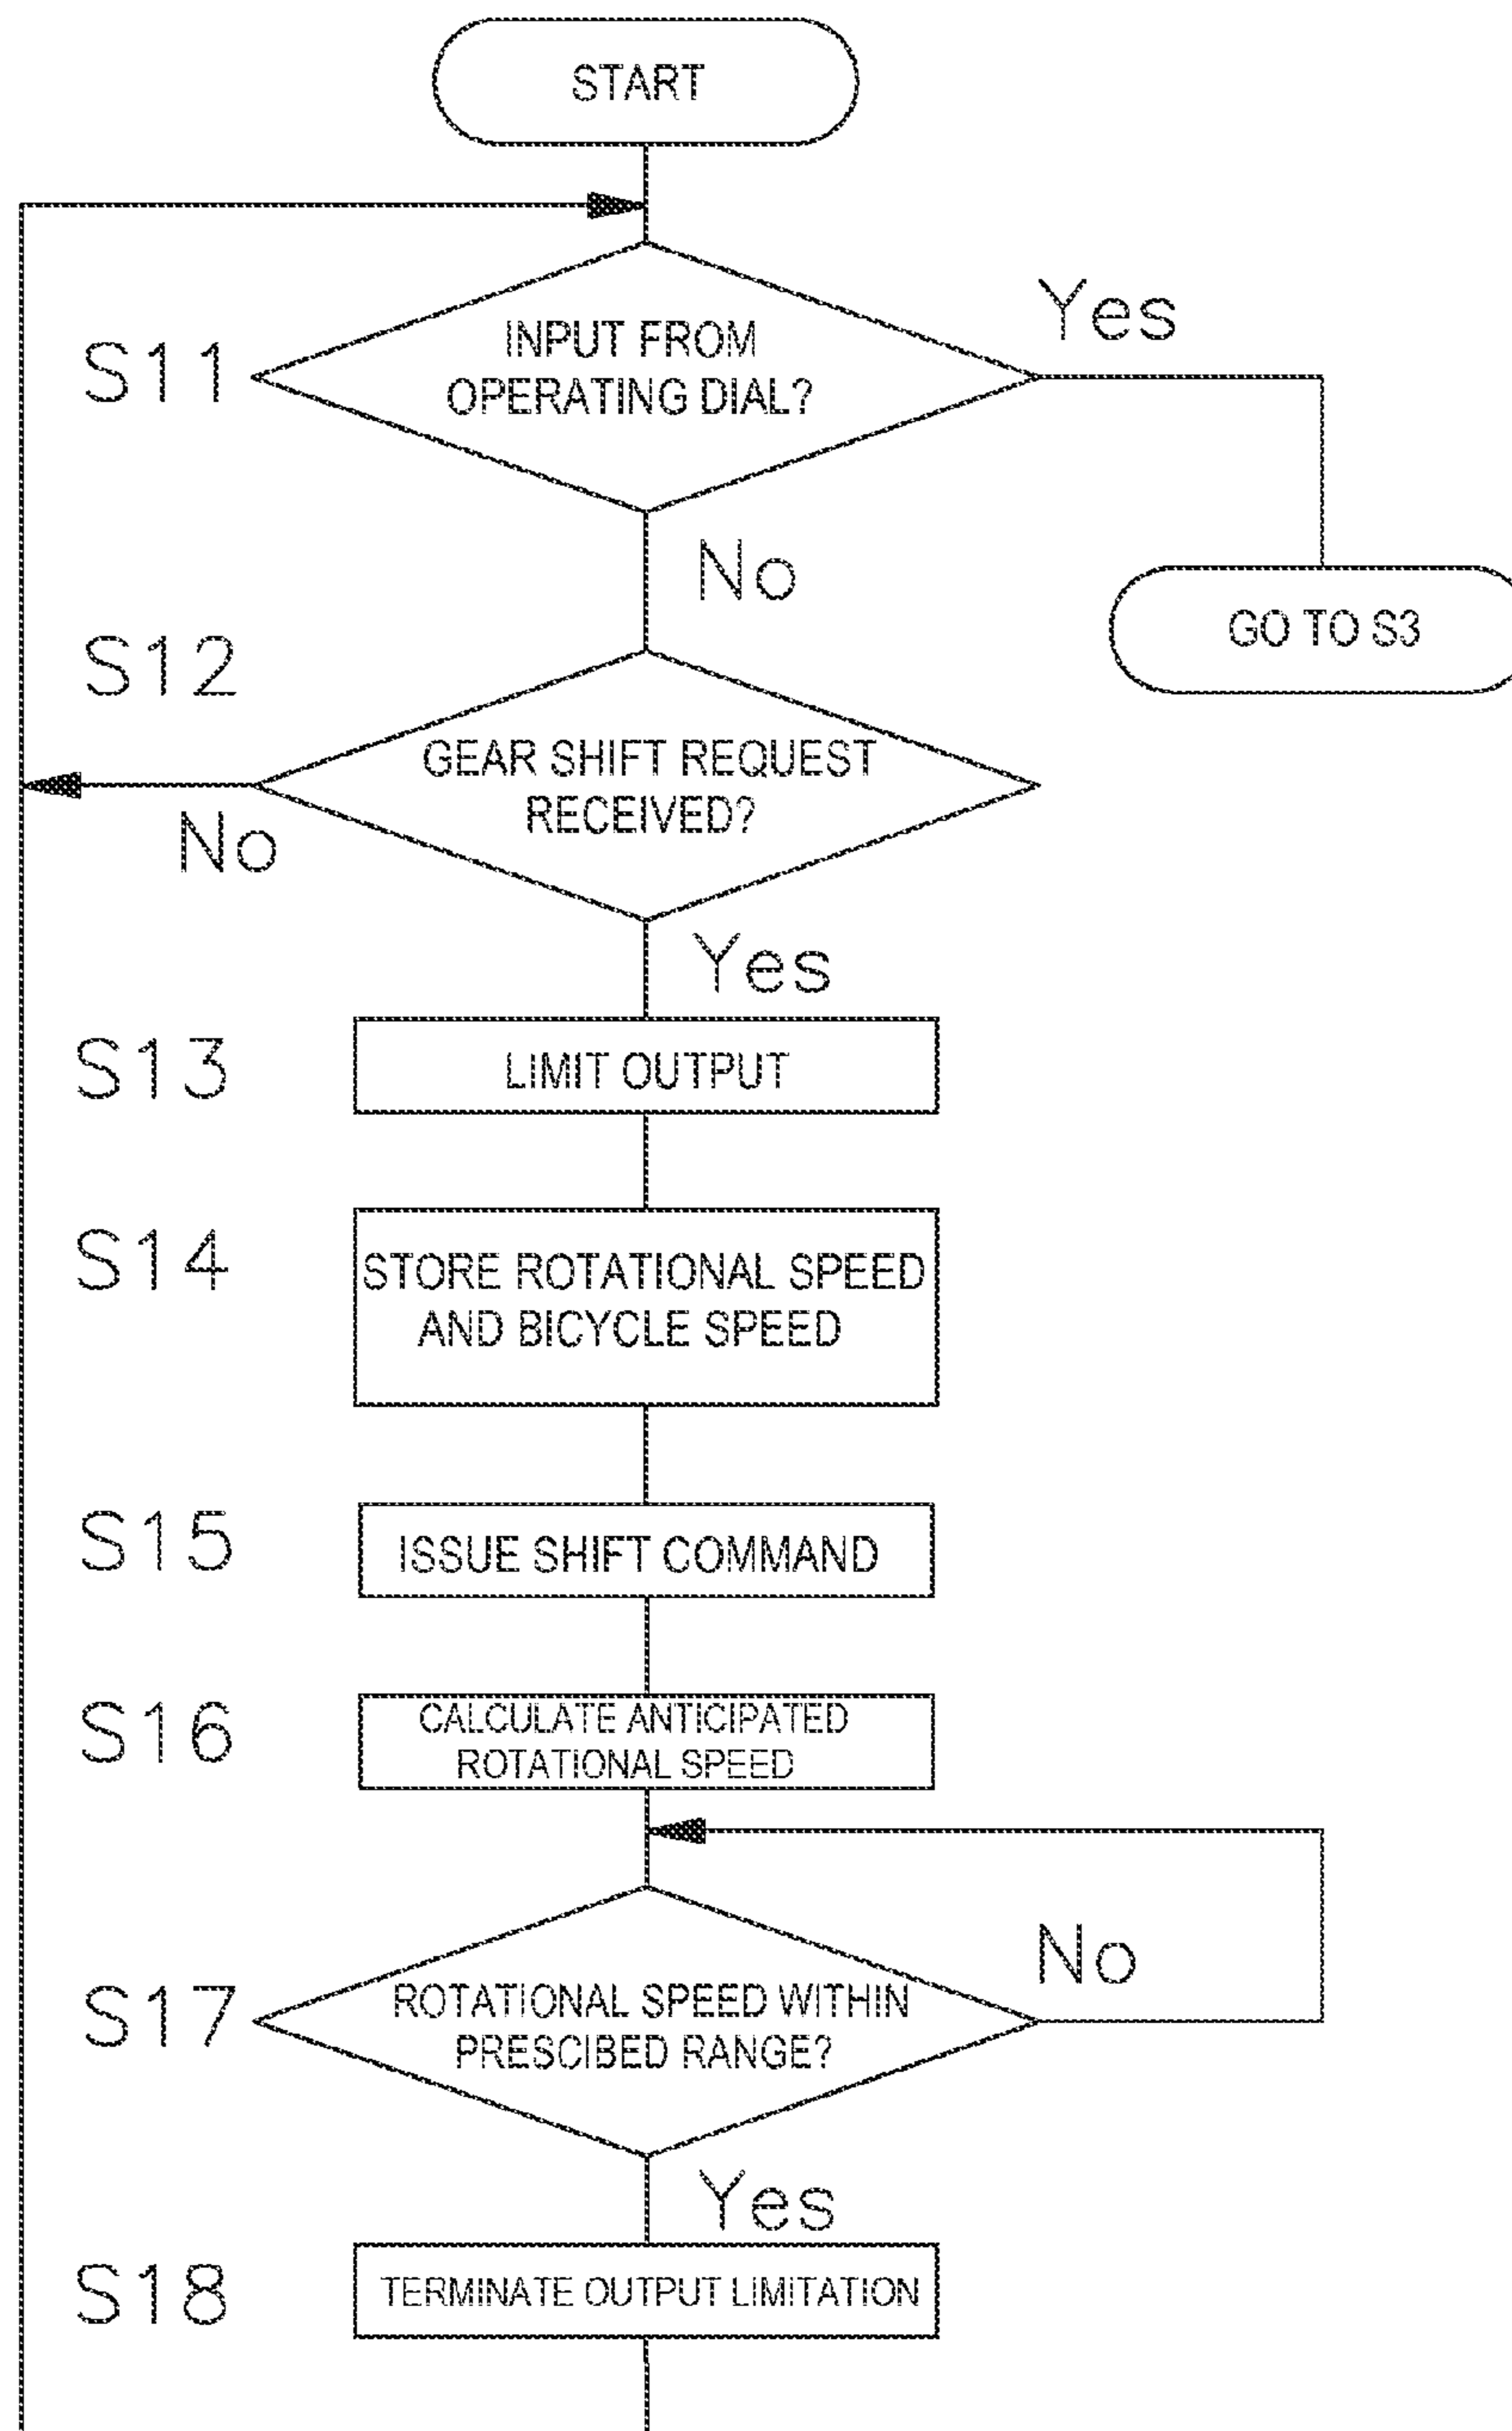 START
Yes
S11
INPUT FROM
OPERATING DIAL?
No
GO TO S3
S12
GEAR SHIFT REQUEST
RECEIVED?
No
Yes
S13
LIMIT OUTPUT
S14
STORE ROTATIONAL SPEED
AND BICYCLE SPEED
S15
ISSUE SHIFT COMMAND
S16
CALCULATE ANTICIPATED
ROTATIONAL SPEED
No
S17
ROTATIONAL SPEED WITHIN
PRESCIBED RANGE?
Yes
S18
TERMINATE OUTPUT LIMITATION